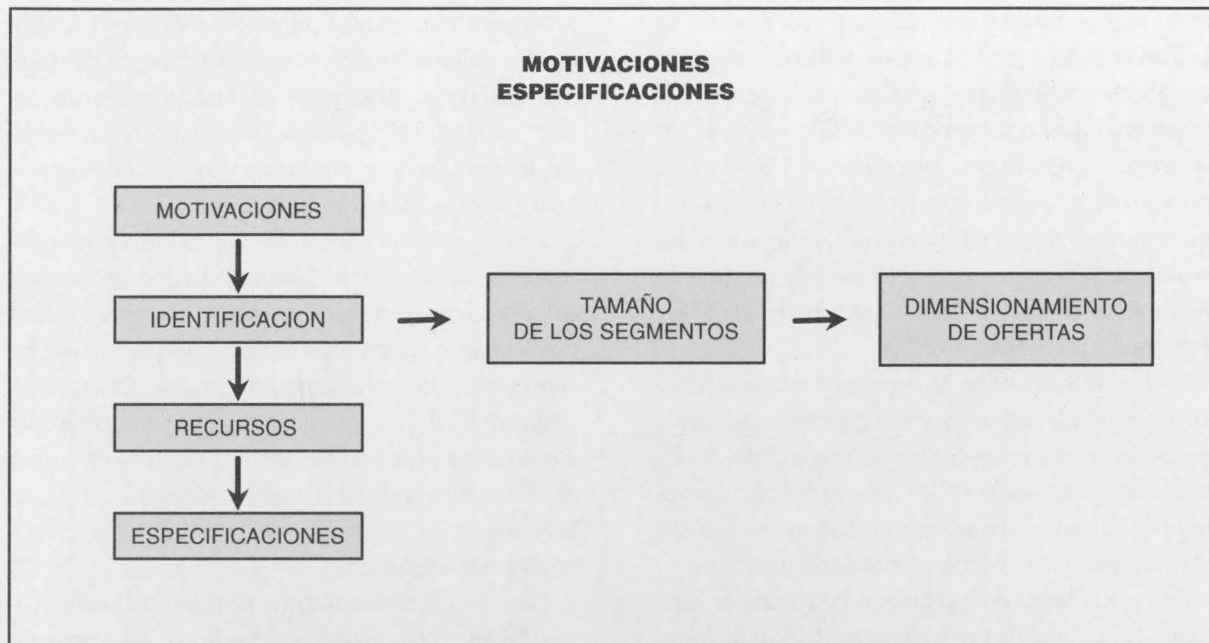 MOTIVACIONES
ESPECIFICACIONES
MOTIVACIONES
IDENTIFICACION
TAMAÑO
DE LOS SEGMENTOS
DIMENSIONAMIENTO
DE OFERTAS
RECURSOS
ESPECIFICACIONES